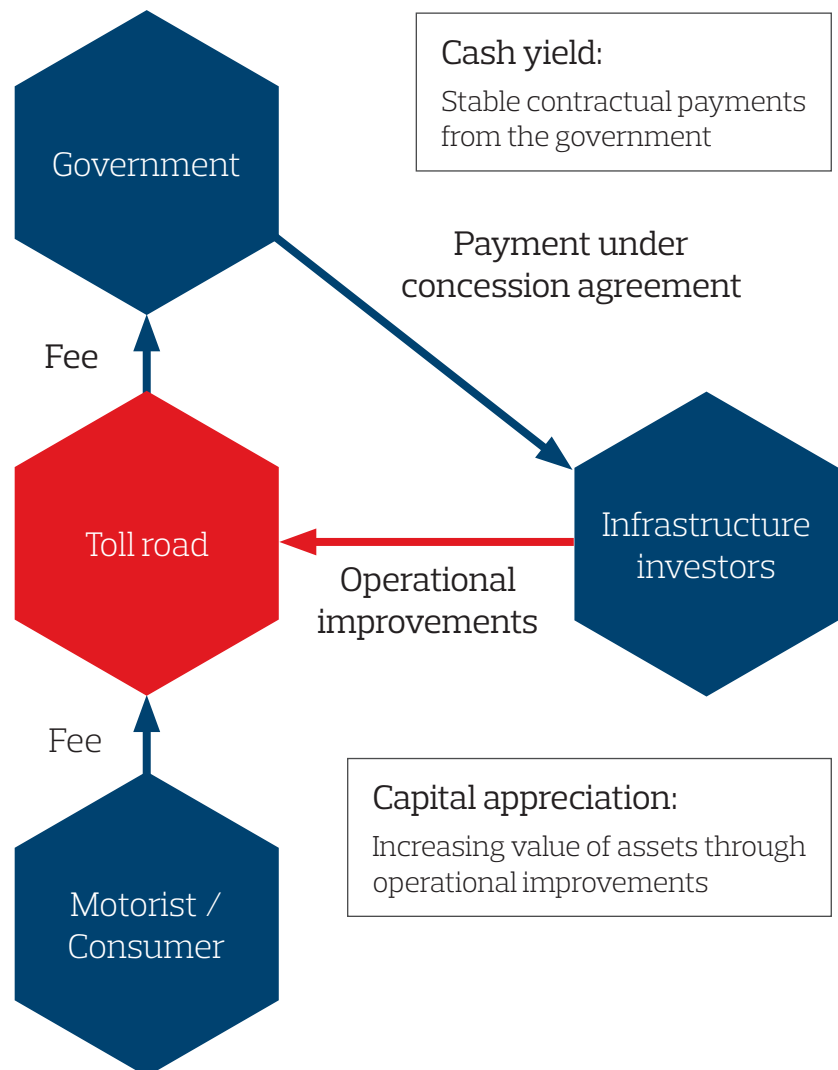 Cash yield:
Stable contractual payments
from the government
Government
Payment under
concession agreement
Fee
Toll road
Infrastructure
investors
Operational
improvements
Fee
Capital appreciation:
Increasing value of assets through
operational improvements
Motorist /
Consumer